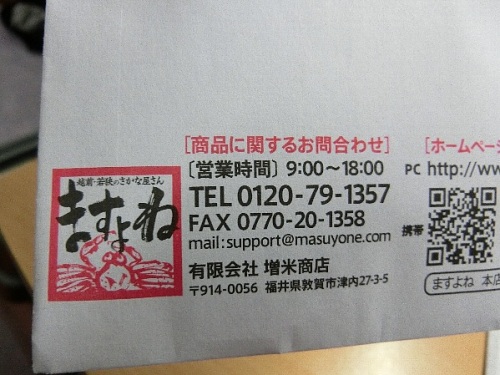 越前・若狭のさかな屋さん
ますよね
[商品に関するお問合わせ]
[営業時間] 9:00～18:00
TEL 0120-79-1357
FAX 0770-20-1358
mail:support@masuyone.com
有限会社 増米商店
〒914-0056 福井県敦賀市津内27-3-5
[ホームページ
PC http://ww
携帯
ますよね 本店